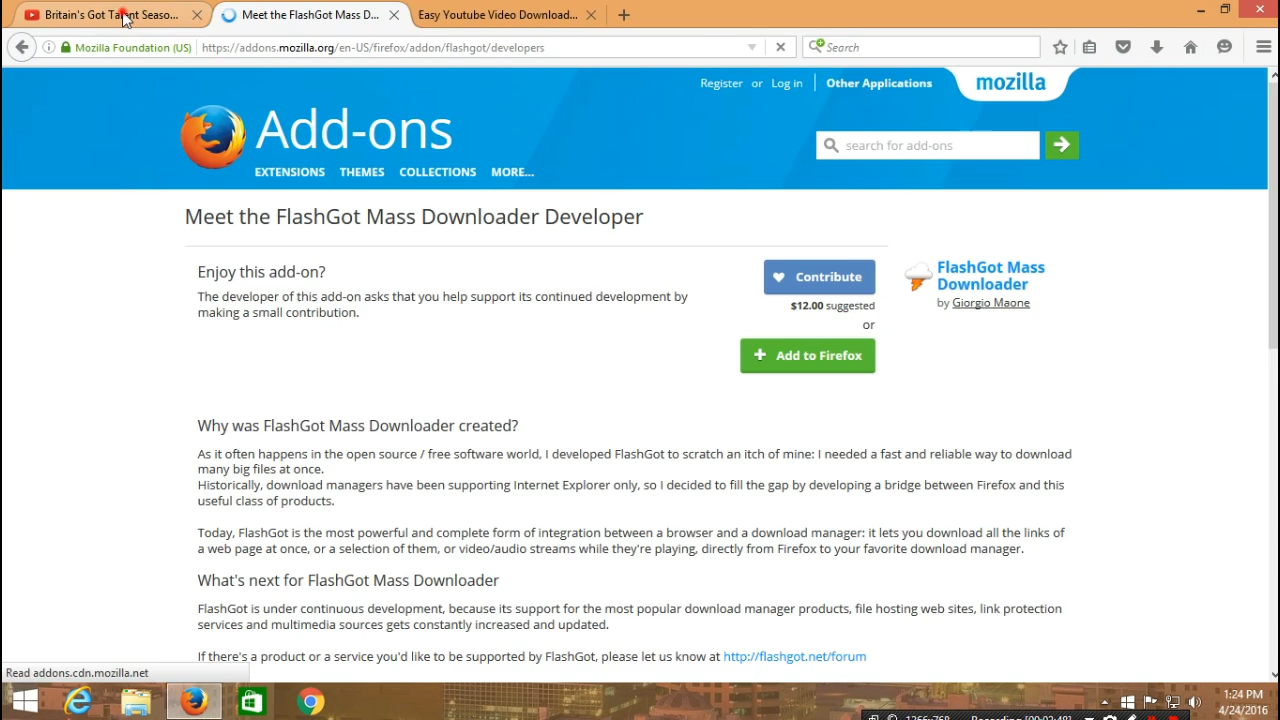 Britain's Got Talent Seaso...
Meet the FlashGot Mass D...
Easy Youtube Video Download...
Mozilla Foundation (US)
https://addons.mozilla.org/en-US/firefox/addon/flashgot/developers
Search
Register or Log in
Other Applications
mozilla
Add-ons
search for add-ons
EXTENSIONS THEMES COLLECTIONS MORE...
Meet the FlashGot Mass Downloader Developer
Enjoy this add-on?
The developer of this add-on asks that you help support its continued development by
making a small contribution.
Contribute
$12.00 suggested
or
Add to Firefox
FlashGot Mass
Downloader
by Giorgio Maone
Why was FlashGot Mass Downloader created?
As it often happens in the open source / free software world, I developed FlashGot to scratch an itch of mine: I needed a fast and reliable way to download
many big files at once.
Historically, download managers have been supporting Internet Explorer only, so I decided to fill the gap by developing a bridge between Firefox and this
useful class of products.
Today, FlashGot is the most powerful and complete form of integration between a browser and a download manager: it lets you download all the links of
a web page at once, or a selection of them, or video/audio streams while they're playing, directly from Firefox to your favorite download manager.
What's next for FlashGot Mass Downloader
FlashGot is under continuous development, because its support for the most popular download manager products, file hosting web sites, link protection
services and multimedia sources gets constantly increased and updated.
If there's a product or a service you'd like to be supported by FlashGot, please let us know at http://flashgot.net/forum
Read addons.cdn.mozilla.net
1:24 PM
4/24/2016